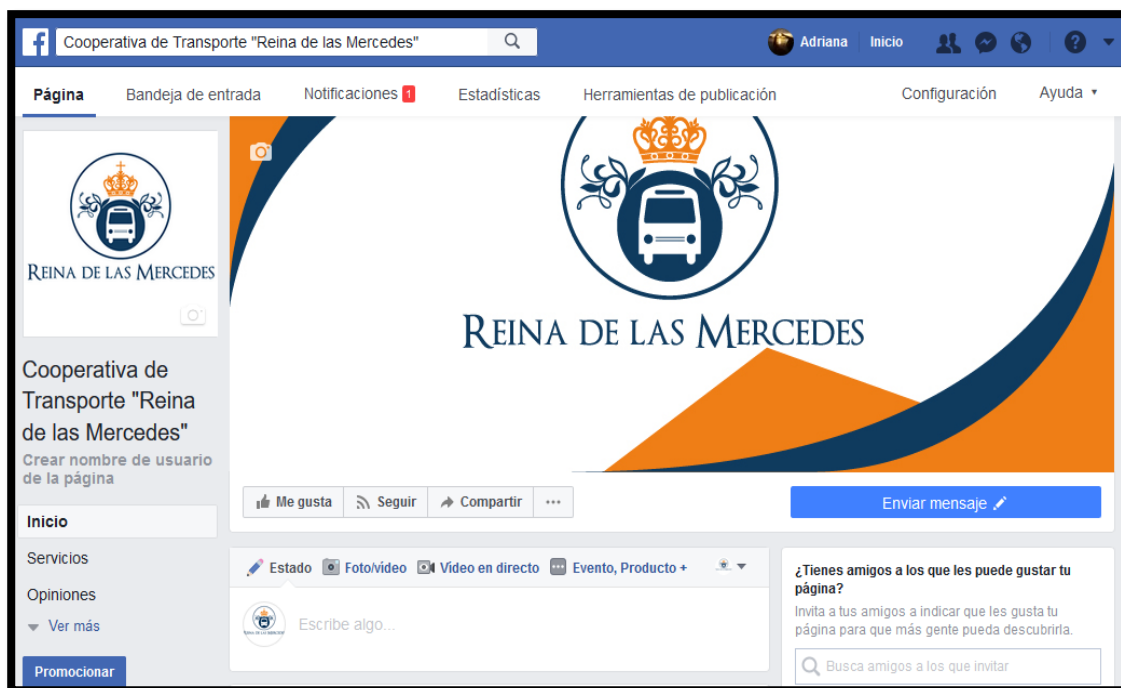 Cooperativa de Transporte "Reina de las Mercedes"
Adriana Inicio
Página Bandeja de entrada Notificaciones 1 Estadísticas Herramientas de publicación Configuración Ayuda
REINA DE LAS MERCEDES
REINA DE LAS MERCEDES
Cooperativa de
Transporte "Reina
de las Mercedes"
Crear nombre de usuario
de la página
Me gusta Seguir Compartir ...
Enviar mensaje
Inicio
Servicios
Opiniones
Ver más
Promocionar
Estado Foto/video Video en directo Evento, Producto +
Escribe algo...
¿Tienes amigos a los que les puede gustar tu
página?
Invita a tus amigos a indicar que les gusta tu
página para que más gente pueda descubrirla.
Busca amigos a los que invitar